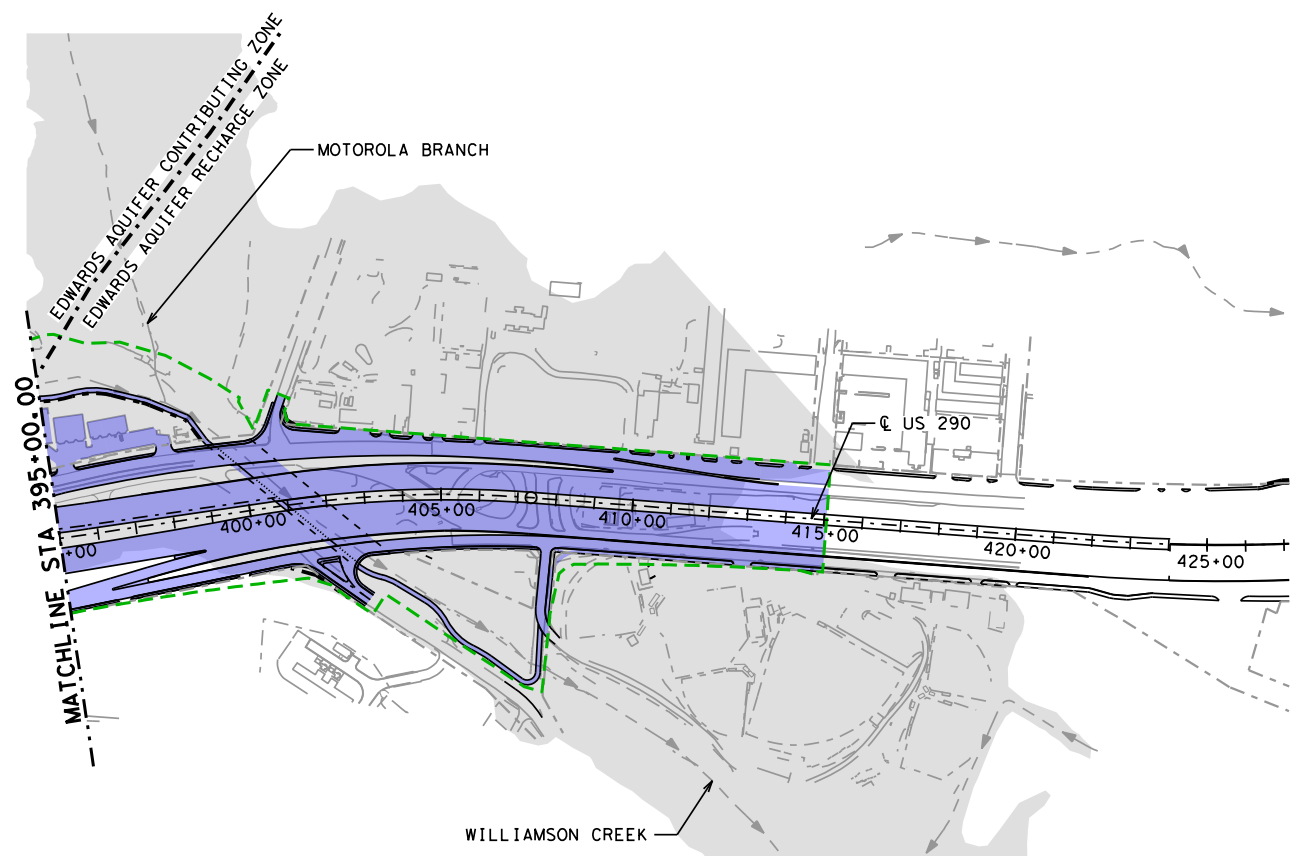 EDWARDS AQUIFER CONTRIBUTING ZONE
EDWARDS AQUIFER RECHARGE ZONE
MOTOROLA BRANCH
MATCHLINE STA 395+00.00
℄ US 290
+00
400+00
405+00
410+00
415+00
420+00
425+00
WILLIAMSON CREEK